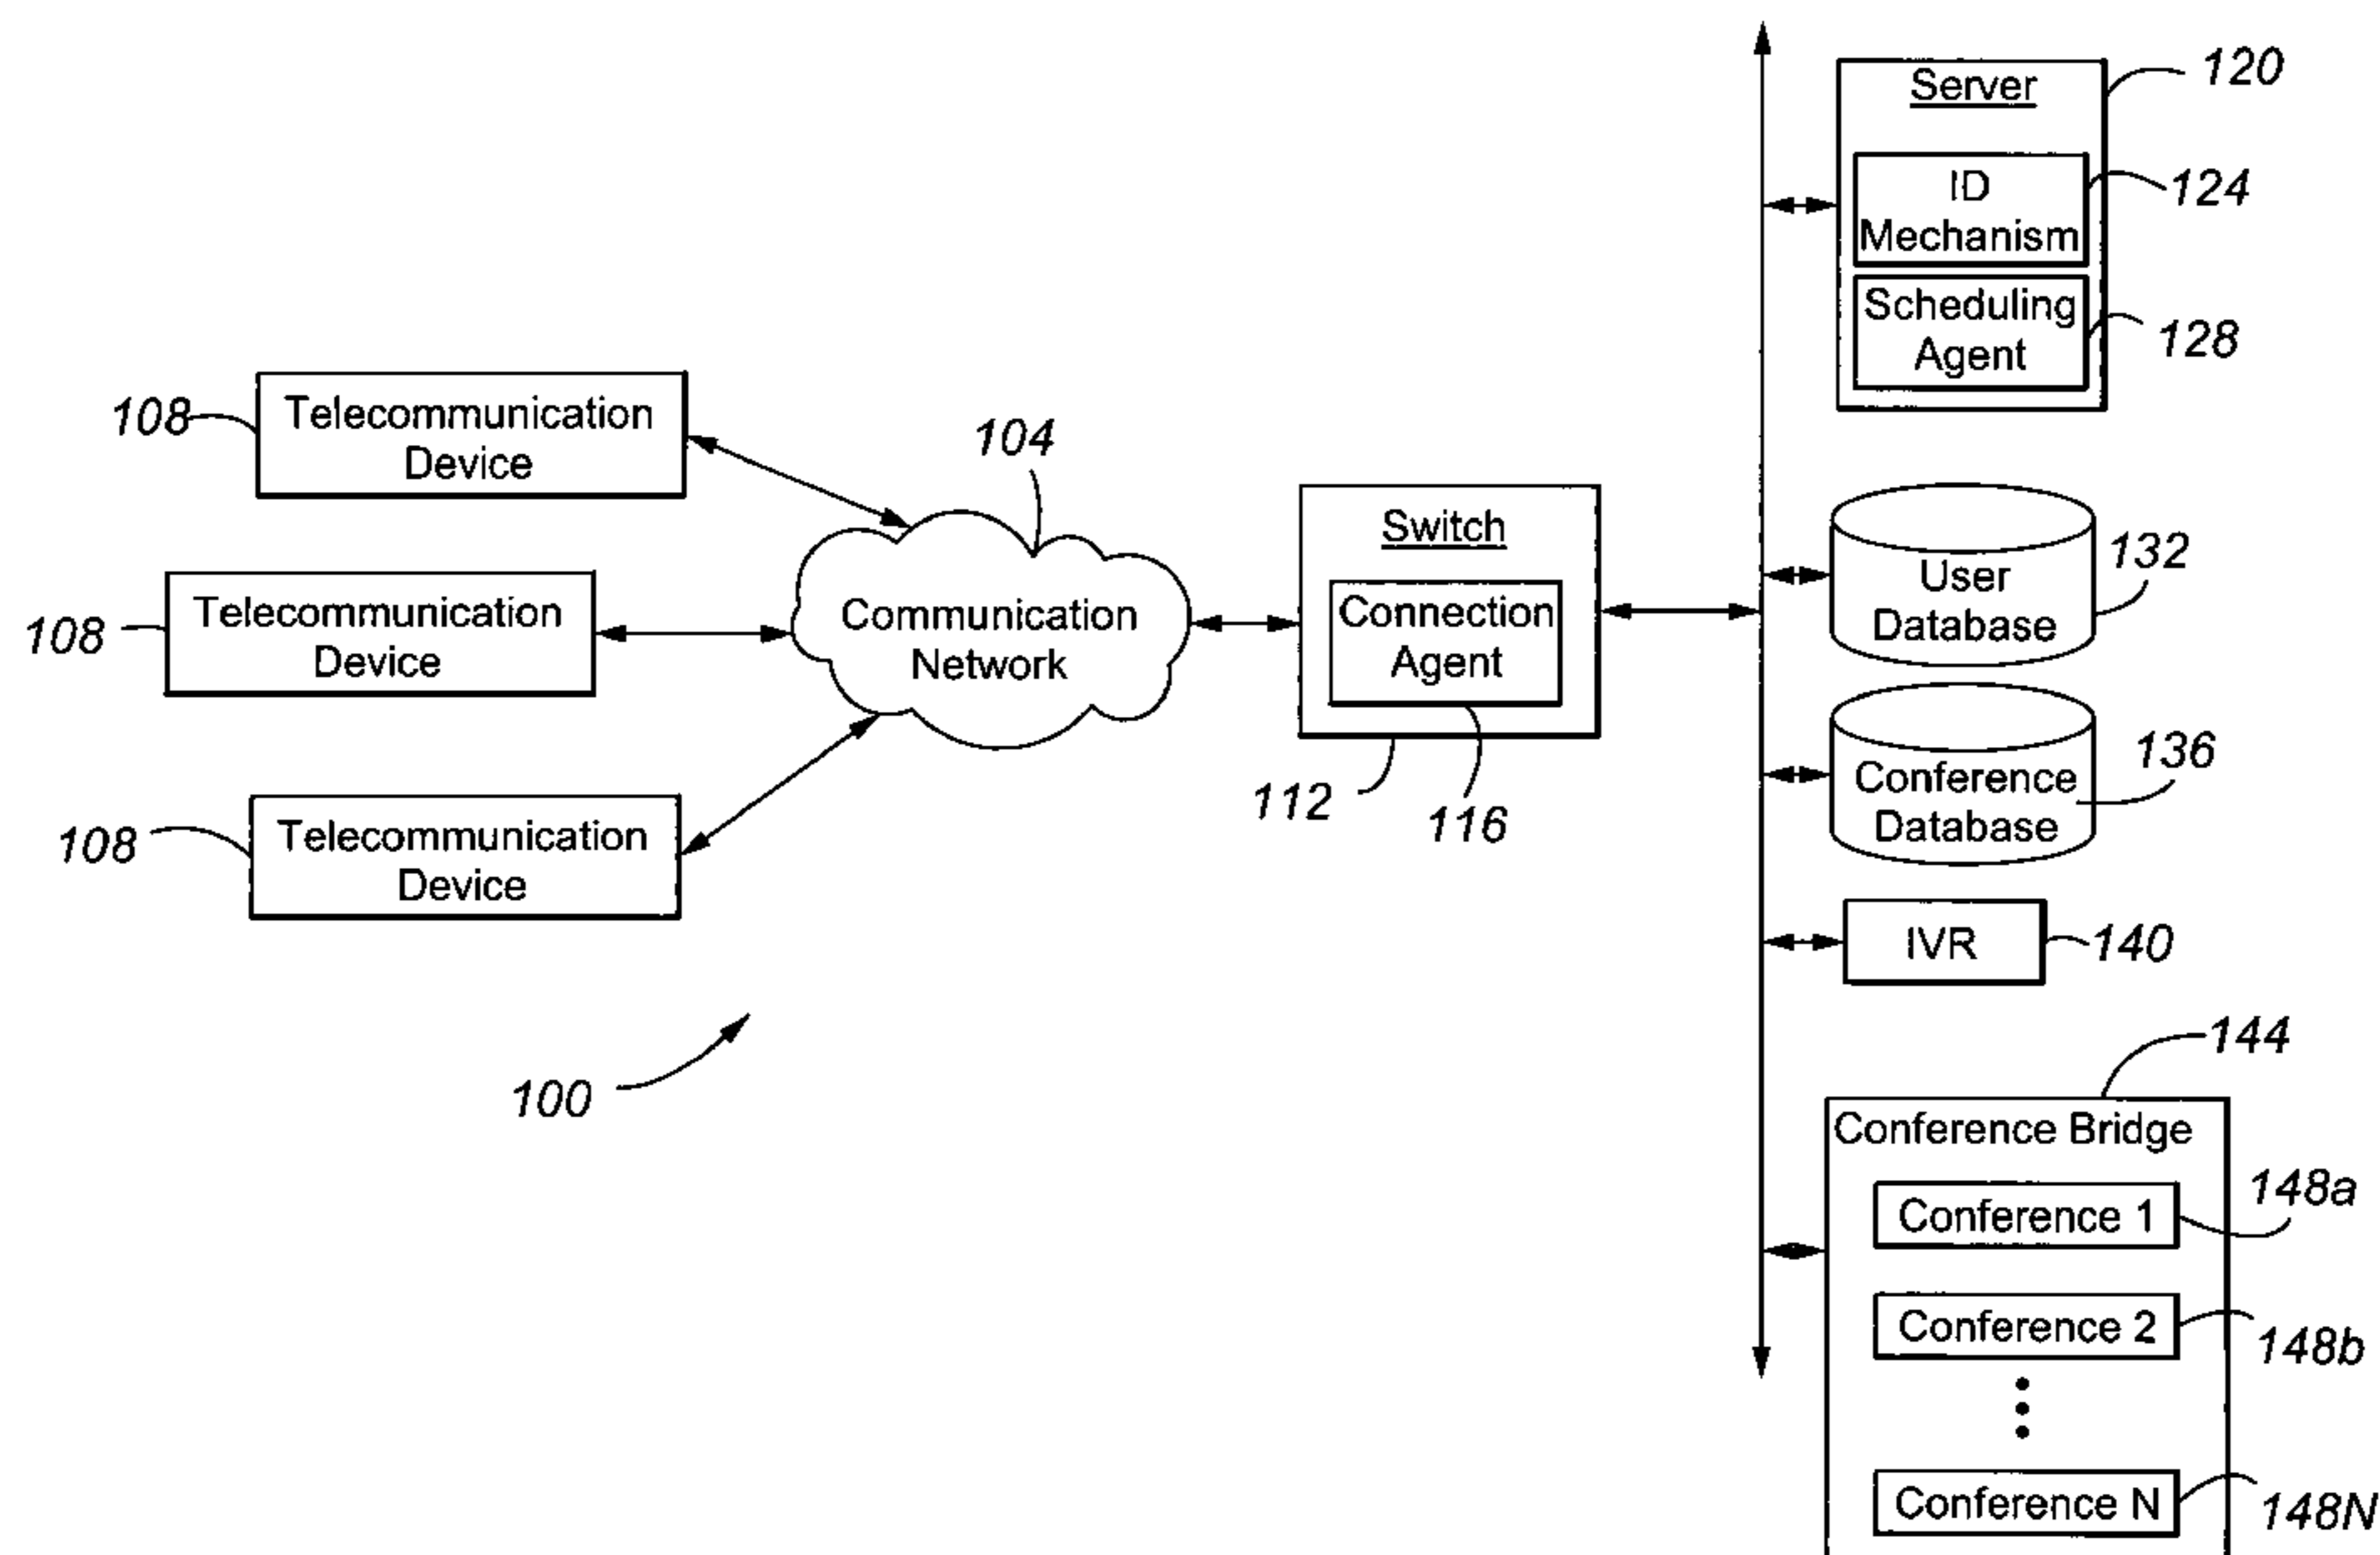 Server
120
ID
Mechanism
124
Scheduling
Agent
128
108
Telecommunication
Device
104
108
Telecommunication
Device
Communication
Network
Switch
Connection
Agent
112
116
User
Database
132
108
Telecommunication
Device
Conference
Database
136
IVR
140
100
144
Conference Bridge
Conference 1
148a
Conference 2
148b
Conference N
148N